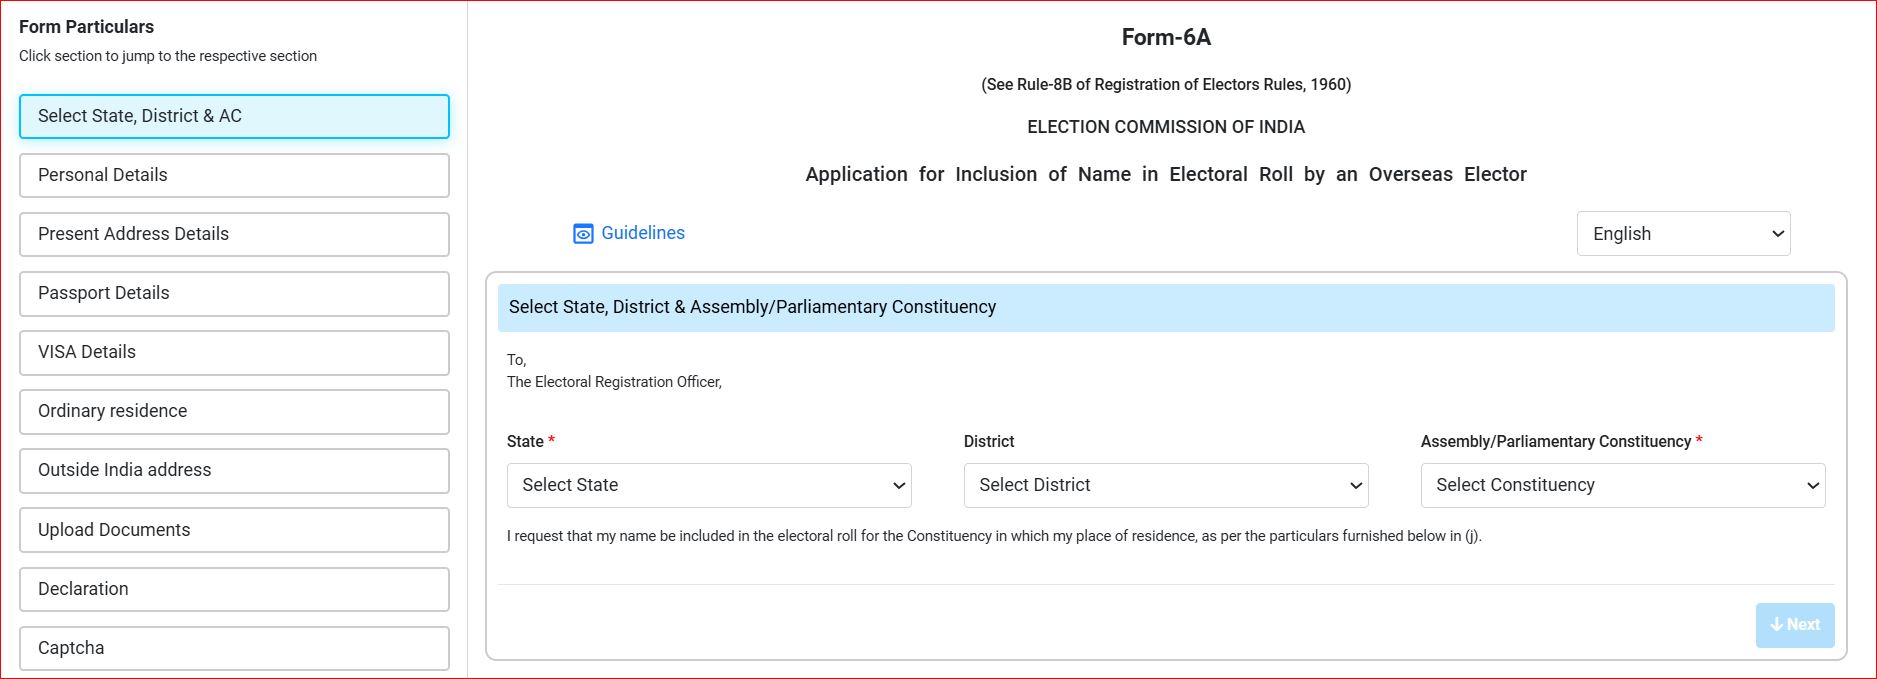 Form Particulars
Click section to jump to the respective section
Select State, District & AC
Personal Details
Present Address Details
Passport Details
VISA Details
Ordinary residence
Outside India address
Upload Documents
Declaration
Captcha
Form-6A
(See Rule-8B of Registration of Electors Rules, 1960)
ELECTION COMMISSION OF INDIA
Application for Inclusion of Name in Electoral Roll by an Overseas Elector
Guidelines
English
Select State, District & Assembly/Parliamentary Constituency
To,
The Electoral Registration Officer,
State * District Assembly/Parliamentary Constituency *
Select State Select District Select Constituency
I request that my name be included in the electoral roll for the Constituency in which my place of residence, as per the particulars furnished below in (j).
Next